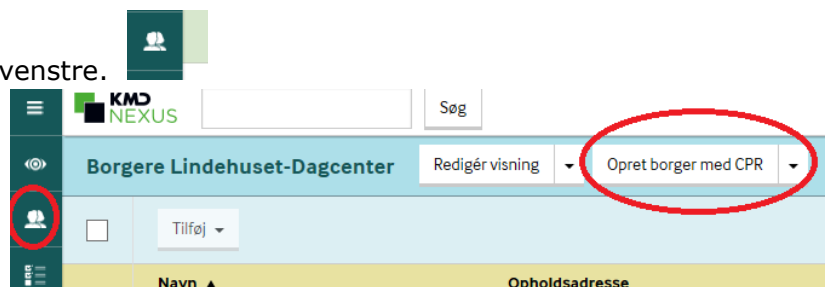 venstre.
KMD
NEXUS
Søg
Borgere Lindehuset-Dagcenter
Redigér visning
Opret borger med CPR
Tilføj
Navn
Opholdsadresse